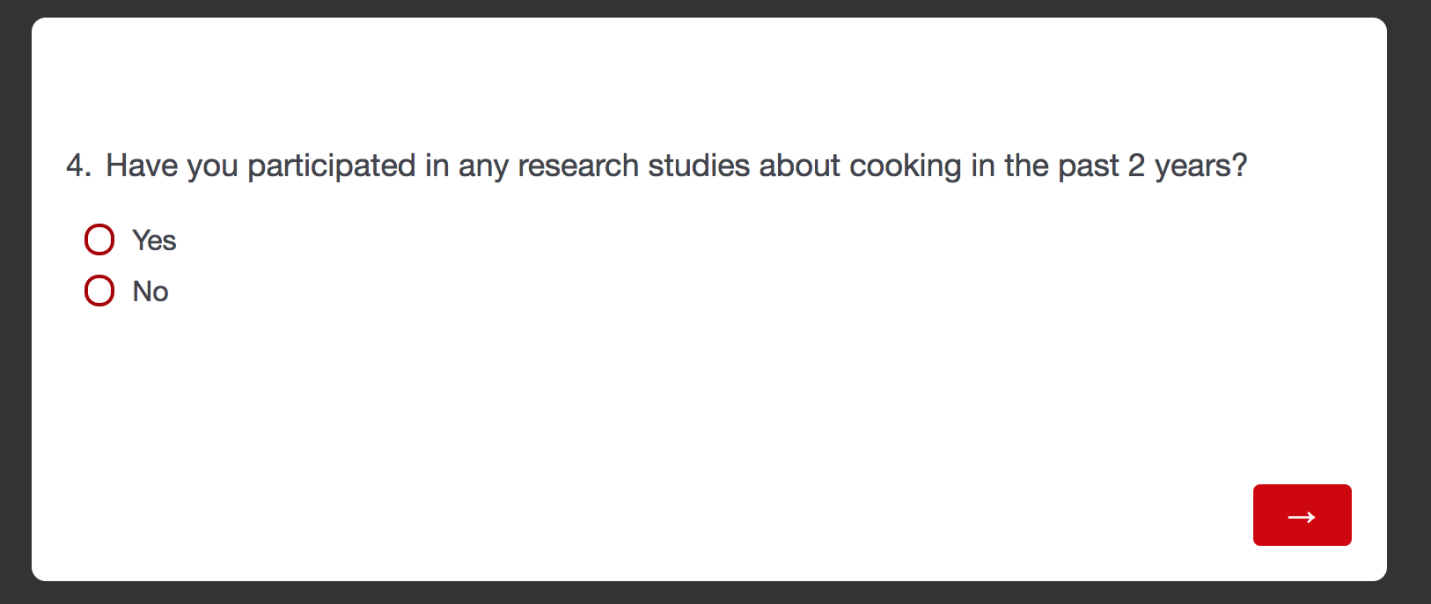 4. Have you participated in any research studies about cooking in the past 2 years?
Yes
No
→